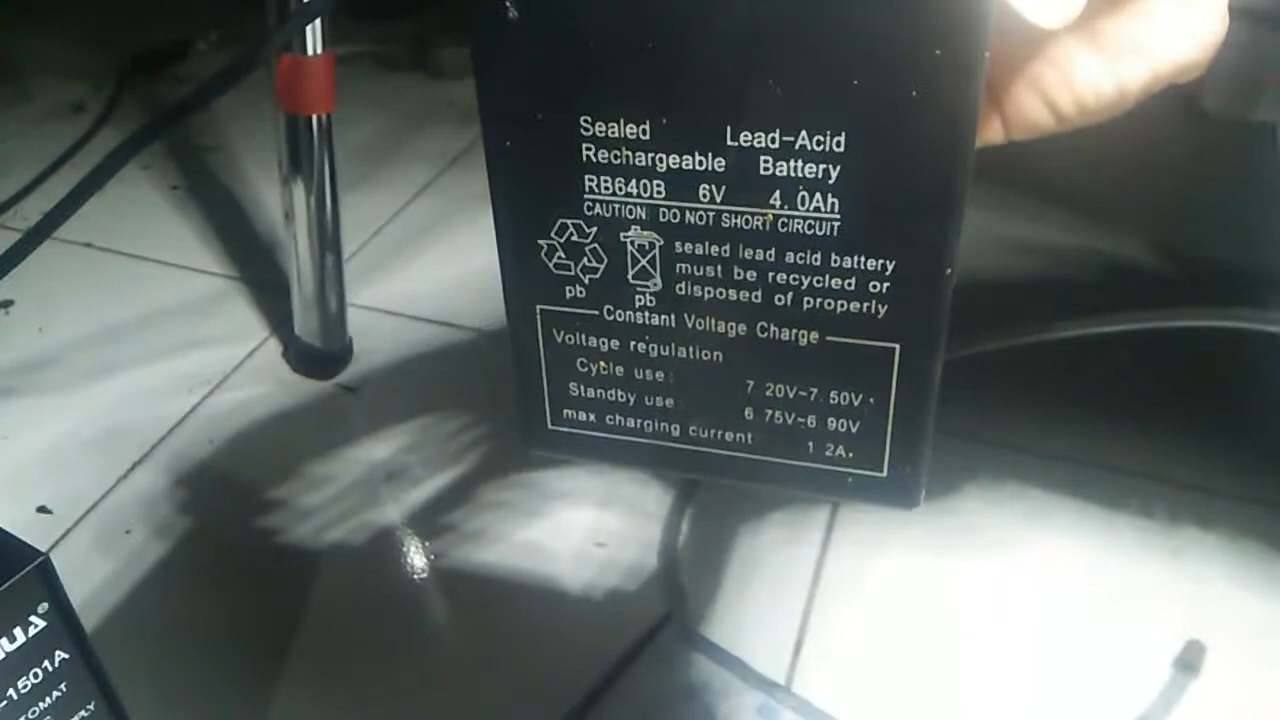 Sealed Lead-Acid
Rechargeable Battery
RB640B 6V 4.0Ah
CAUTION: DO NOT SHORT CIRCUIT
sealed lead acid battery
must be recycled or
disposed of properly
pb
pb
Constant Voltage Charge
Voltage regulation
Cycle use: 7 20V~7.50V
Standby use 6 75V~6 90V
max charging current 1 2A.
-1501A